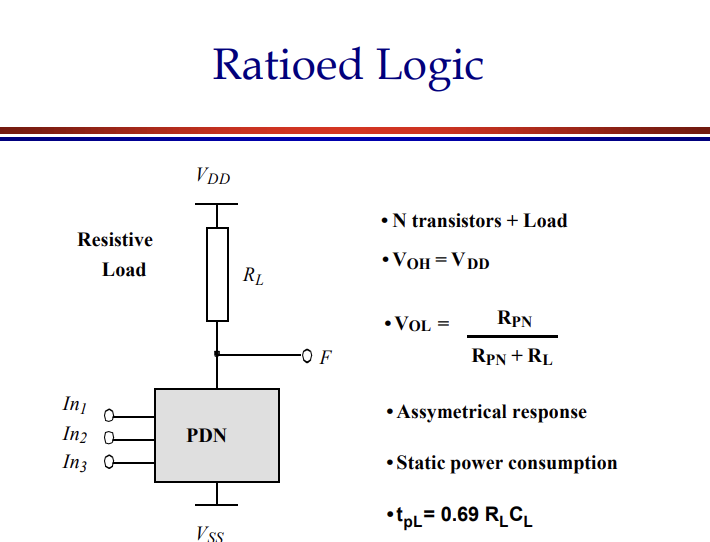 Ratioed Logic
VDD
Resistive
Load
RL
F
In1
In2
In3
PDN
VSS
• N transistors + Load
• VOH = VDD
• VOL = RPN
RPN + RL
• Assymetrical response
• Static power consumption
• tpL = 0.69 RLCL